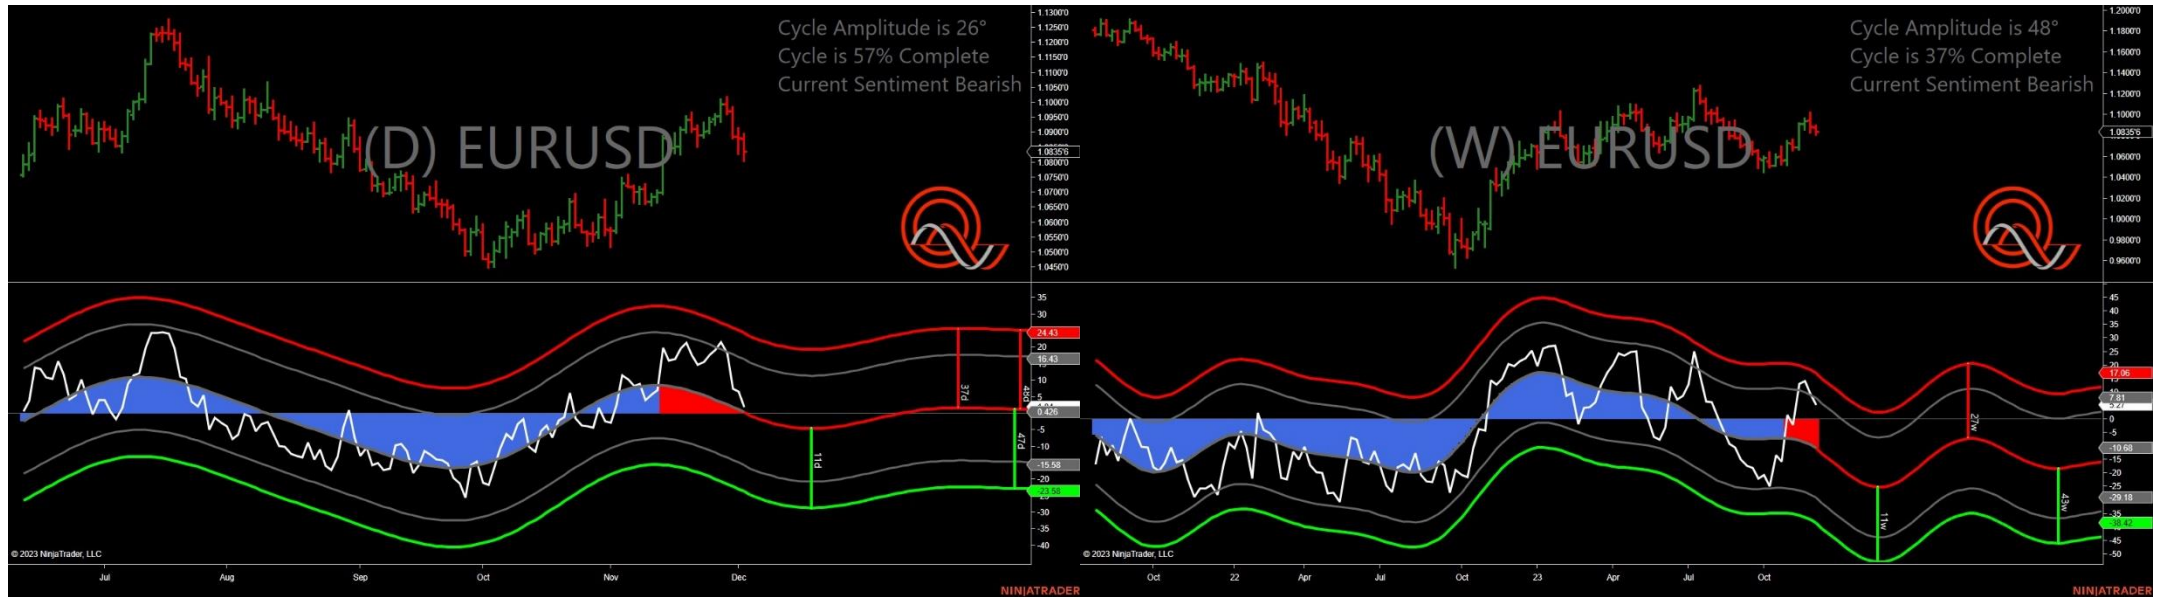 Cycle Amplitude is 26°
Cycle is 57% Complete
Current Sentiment Bearish
(D) EURUSD
1.1300'0
1.1250'0
1.1200'0
1.1150'0
1.1100'0
1.1050'0
1.1000'0
1.0950'0
1.0900'0
1.0835'6
1.0800'0
1.0750'0
1.0700'0
1.0650'0
1.0600'0
1.0550'0
1.0500'0
1.0450'0
35
30
24.43
20
16.43
10
5
0.426
-5
-10
-15.58
-20
-23.58
-30
-35
-40
37d
11d
47d
© 2023 NinjaTrader, LLC
Jul
Aug
Sep
Oct
Nov
Dec
NINJATRADER
Cycle Amplitude is 48°
Cycle is 37% Complete
Current Sentiment Bearish
(W) EURUSD
1.2000'0
1.1800'0
1.1600'0
1.1400'0
1.1200'0
1.1000'0
1.0835'6
1.0600'0
1.0400'0
1.0200'0
1.0000'0
0.9800'0
0.9600'0
45
40
35
30
25
20
17.06
10
7.81
5.27
0
-5
-10.68
-15
-20
-25
-29.18
-35
-38.42
-45
-50
27w
11w
43w
© 2023 NinjaTrader, LLC
Oct
22
Apr
Jul
Oct
23
Apr
Jul
Oct
NINJATRADER